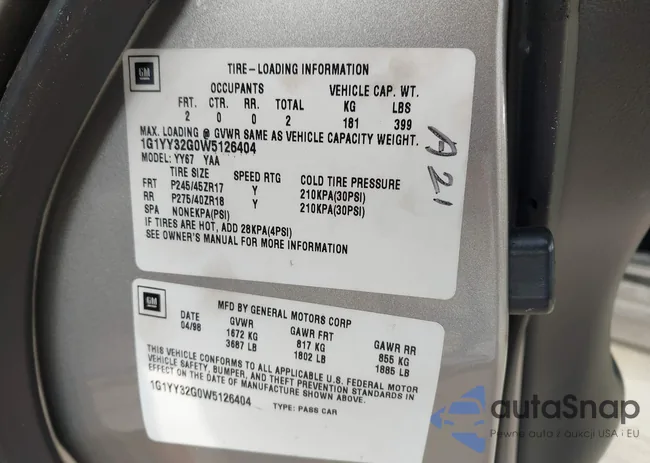 GM
TIRE-LOADING INFORMATION
OCCUPANTS VEHICLE CAP. WT.
FRT. CTR. RR. TOTAL KG LBS
2 0 0 2 181 399
MAX. LOADING @ GVWR SAME AS VEHICLE CAPACITY WEIGHT.
1G1YY32G0W5126404
MODEL: YY67 YAA
TIRE SIZE SPEED RTG COLD TIRE PRESSURE
FRT P245/45ZR17 Y 210KPA(30PSI)
RR P275/40ZR18 Y 210KPA(30PSI)
SPA NONEKPA(PSI)
IF TIRES ARE HOT, ADD 28KPA(4PSI)
SEE OWNER'S MANUAL FOR MORE INFORMATION
A21
GM
MFD BY GENERAL MOTORS CORP
DATE GVWR GAWR FRT GAWR RR
04/98 1672 KG 817 KG 855 KG
3687 LB 1802 LB 1885 LB
THIS VEHICLE CONFORMS TO ALL APPLICABLE U.S. FEDERAL MOTOR
VEHICLE SAFETY, BUMPER, AND THEFT PREVENTION STANDARDS IN
EFFECT ON THE DATE OF MANUFACTURE SHOWN ABOVE.
1G1YY32G0W5126404
TYPE: PASS CAR
autaSnap
Pewne auta z aukcji USA i EU